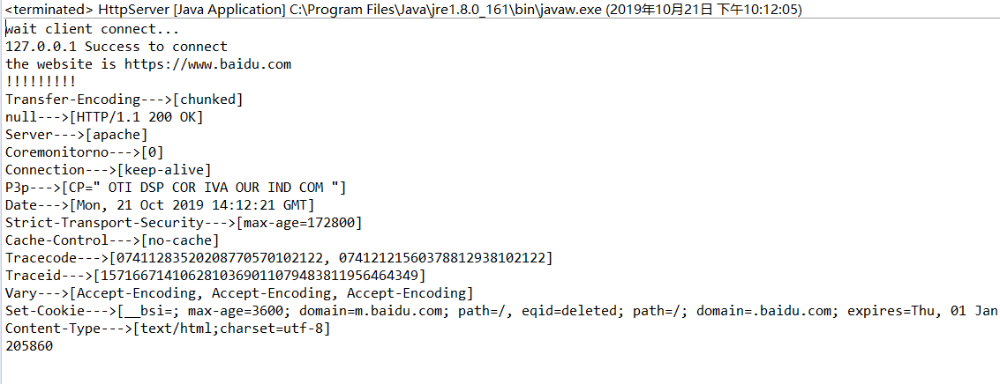 <terminated> HttpServer [Java Application] C:\Program Files\Java\jre1.8.0_161\bin\javaw.exe (2019年10月21日 下午10:12:05)
wait client connect...
127.0.0.1 Success to connect
the website is https://www.baidu.com
!!!!!!!!!
Transfer-Encoding--->[chunked]
null--->[HTTP/1.1 200 OK]
Server--->[apache]
Coremonitorno--->[0]
Connection--->[keep-alive]
P3p--->[CP=" OTI DSP COR IVA OUR IND COM "]
Date--->[Mon, 21 Oct 2019 14:12:21 GMT]
Strict-Transport-Security--->[max-age=172800]
Cache-Control--->[no-cache]
Tracecode--->[07411283520208770570102122, 07412121560378812938102122]
Traceid--->[157166714106281036901107948381195646​4349]
Vary--->[Accept-Encoding, Accept-Encoding, Accept-Encoding]
Set-Cookie--->[__bsi=; max-age=3600; domain=m.baidu.com; path=/, eqid=deleted; path=/; domain=.baidu.com; expires=Thu, 01 Jan
Content-Type--->[text/html;charset=utf-8]
205860